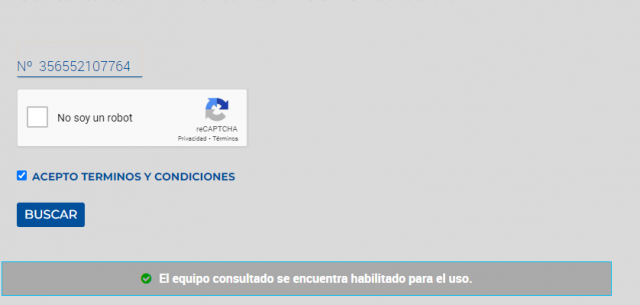 Nº 356552107764
No soy un robot
reCAPTCHA
Privacidad - Términos
ACEPTO TERMINOS Y CONDICIONES
BUSCAR
El equipo consultado se encuentra habilitado para el uso.